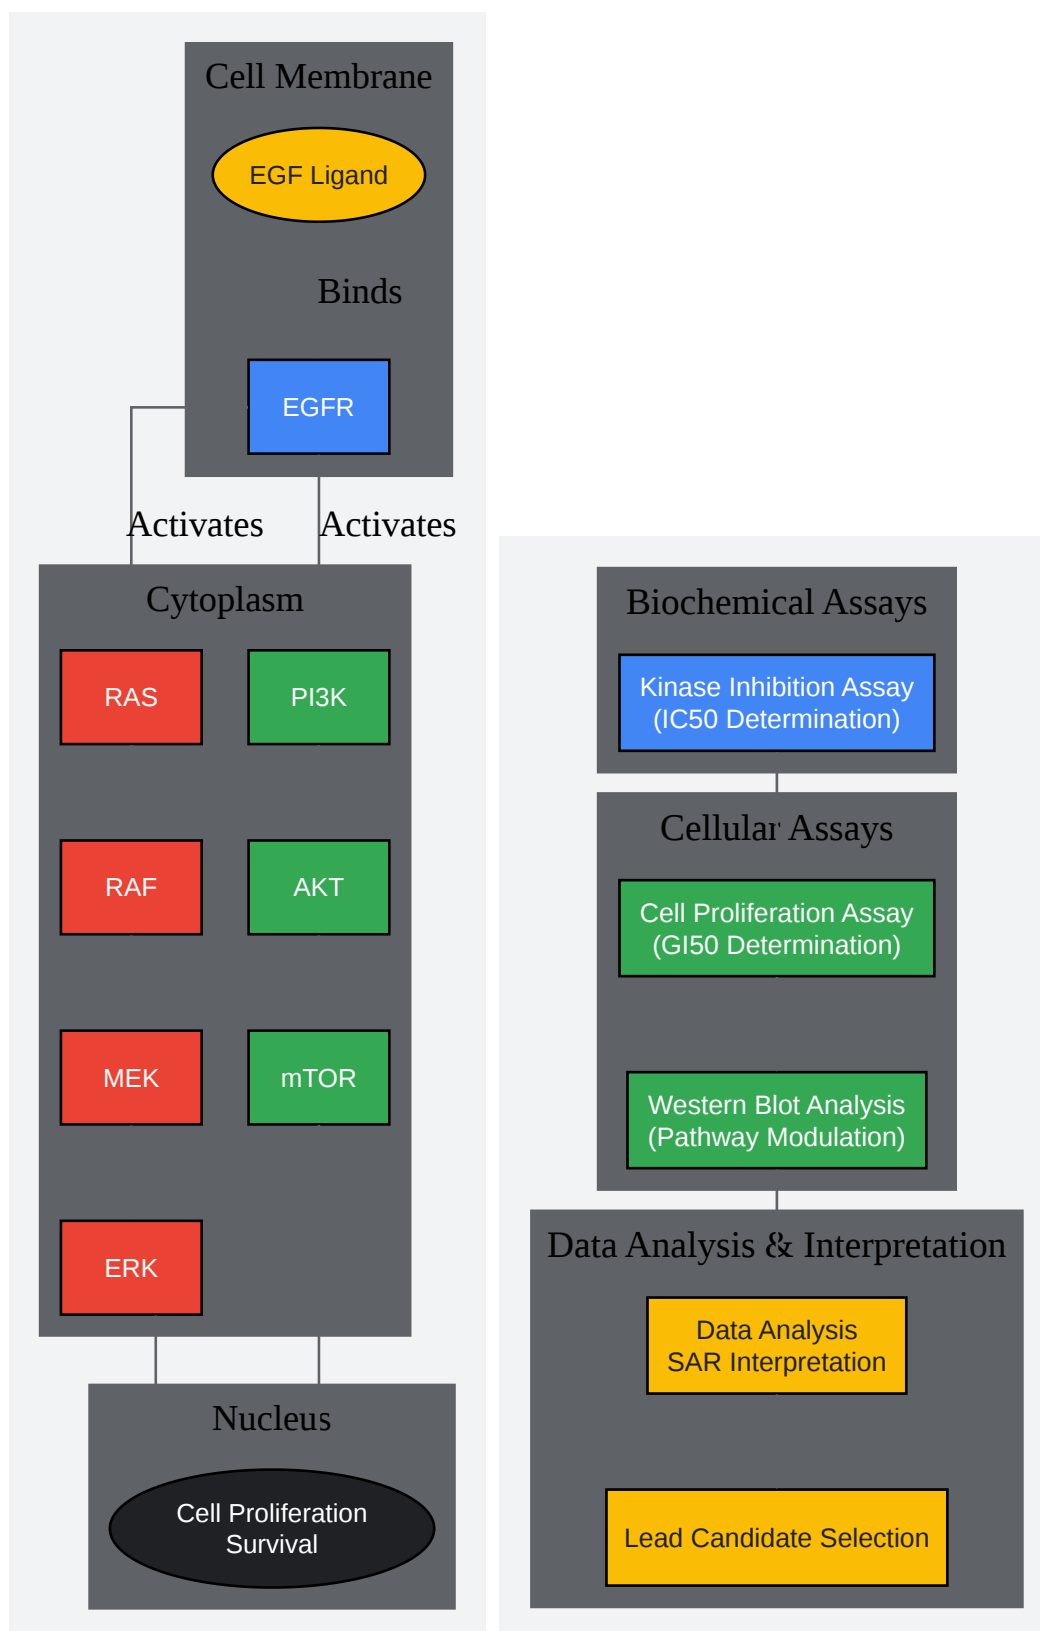 Cell Membrane
EGF Ligand
Binds
EGFR
Activates
Activates
Cytoplasm
RAS
PI3K
RAF
AKT
MEK
mTOR
ERK
Nucleus
Cell Proliferation
Survival
Biochemical Assays
Kinase Inhibition Assay
(IC50 Determination)
Cellular Assays
Cell Proliferation Assay
(GI50 Determination)
Western Blot Analysis
(Pathway Modulation)
Data Analysis & Interpretation
Data Analysis
SAR Interpretation
Lead Candidate Selection